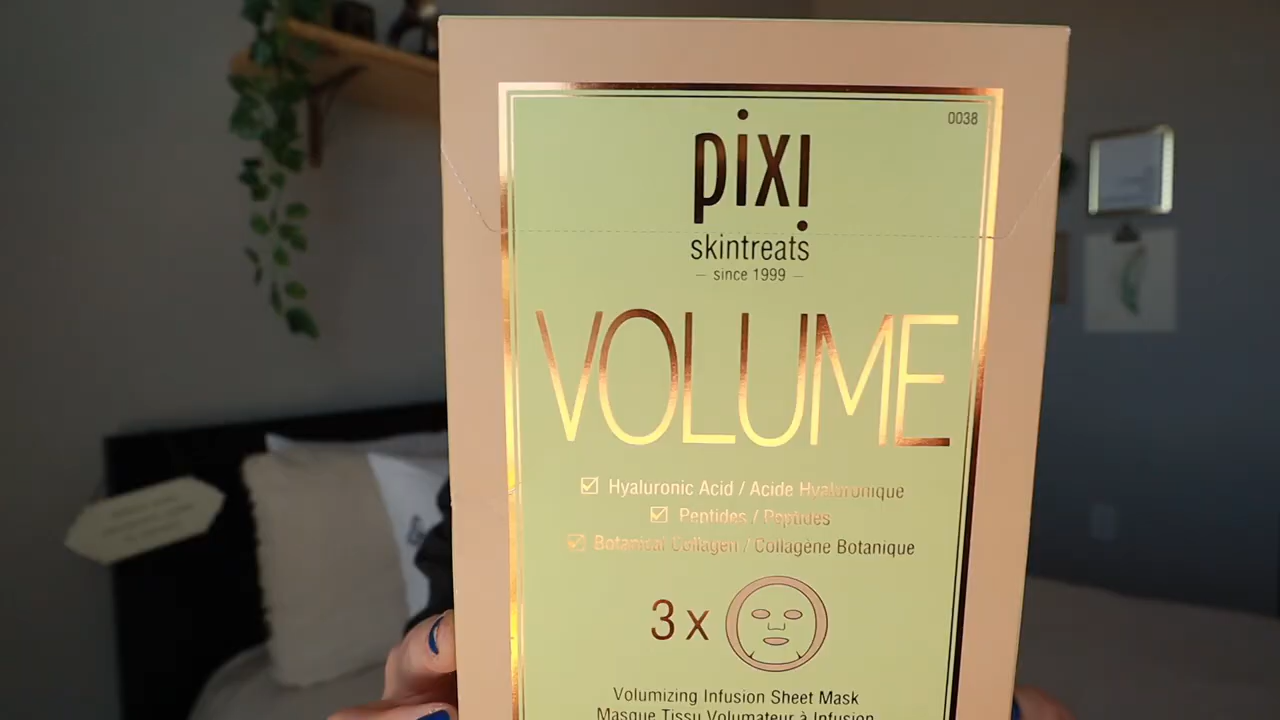 0038
pixi
skintreats
— since 1999 —
VOLUME
Hyaluronic Acid / Acide Hyaluronique
Peptides / Peptides
Botanical Collagen / Collagène Botanique
3 x
Volumizing Infusion Sheet Mask
Masque Tissu Volumateur à Infusion